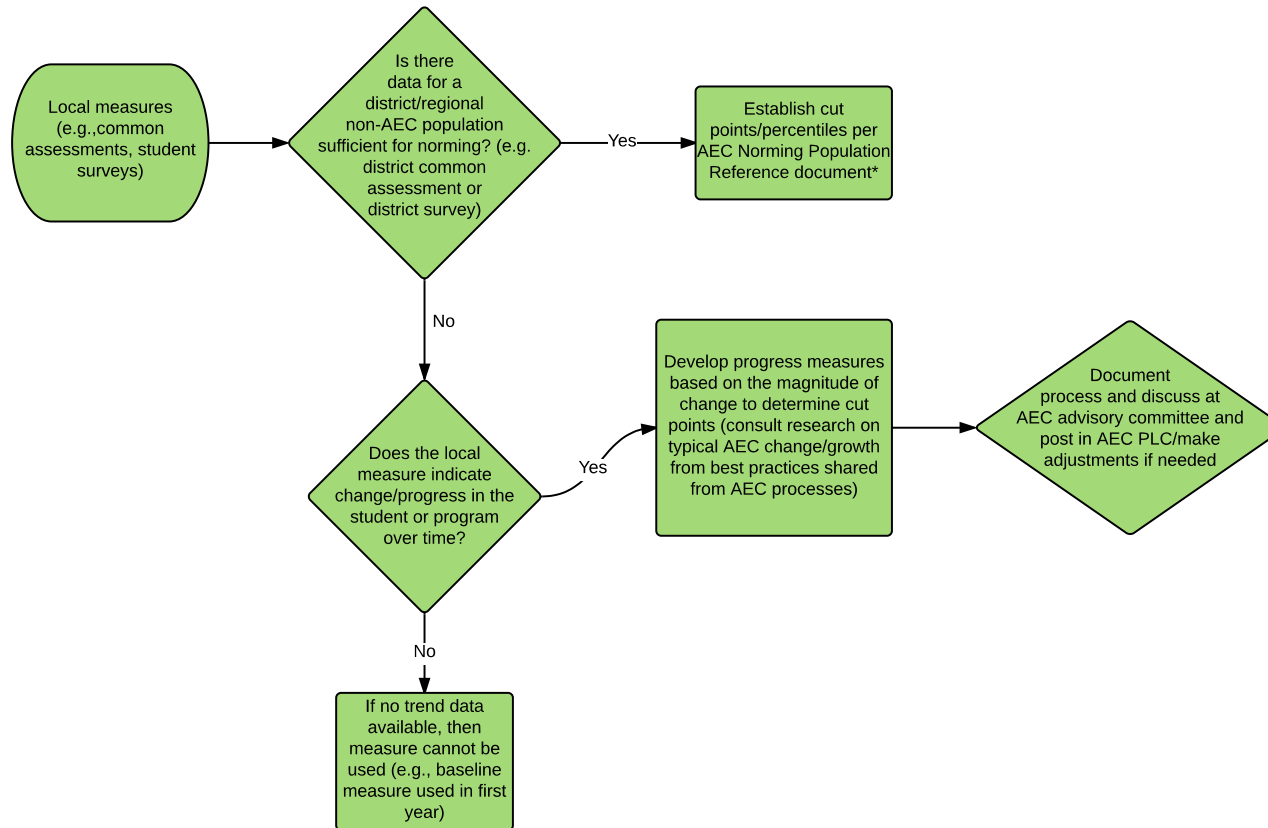 Local measures
(e.g.,common
assessments, student
surveys)
Is there
data for a
district/regional
non-AEC population
sufficient for norming? (e.g.
district common
assessment or
district survey)
Yes
Establish cut
points/percentiles per
AEC Norming Population
Reference document*
No
Does the local
measure indicate
change/progress in the
student or program
over time?
Yes
Develop progress measures
based on the magnitude of
change to determine cut
points (consult research on
typical AEC change/growth
from best practices shared
from AEC processes)
Document
process and discuss at
AEC advisory committee and
post in AEC PLC/make
adjustments if needed
No
If no trend data
available, then
measure cannot be
used (e.g., baseline
measure used in first
year)